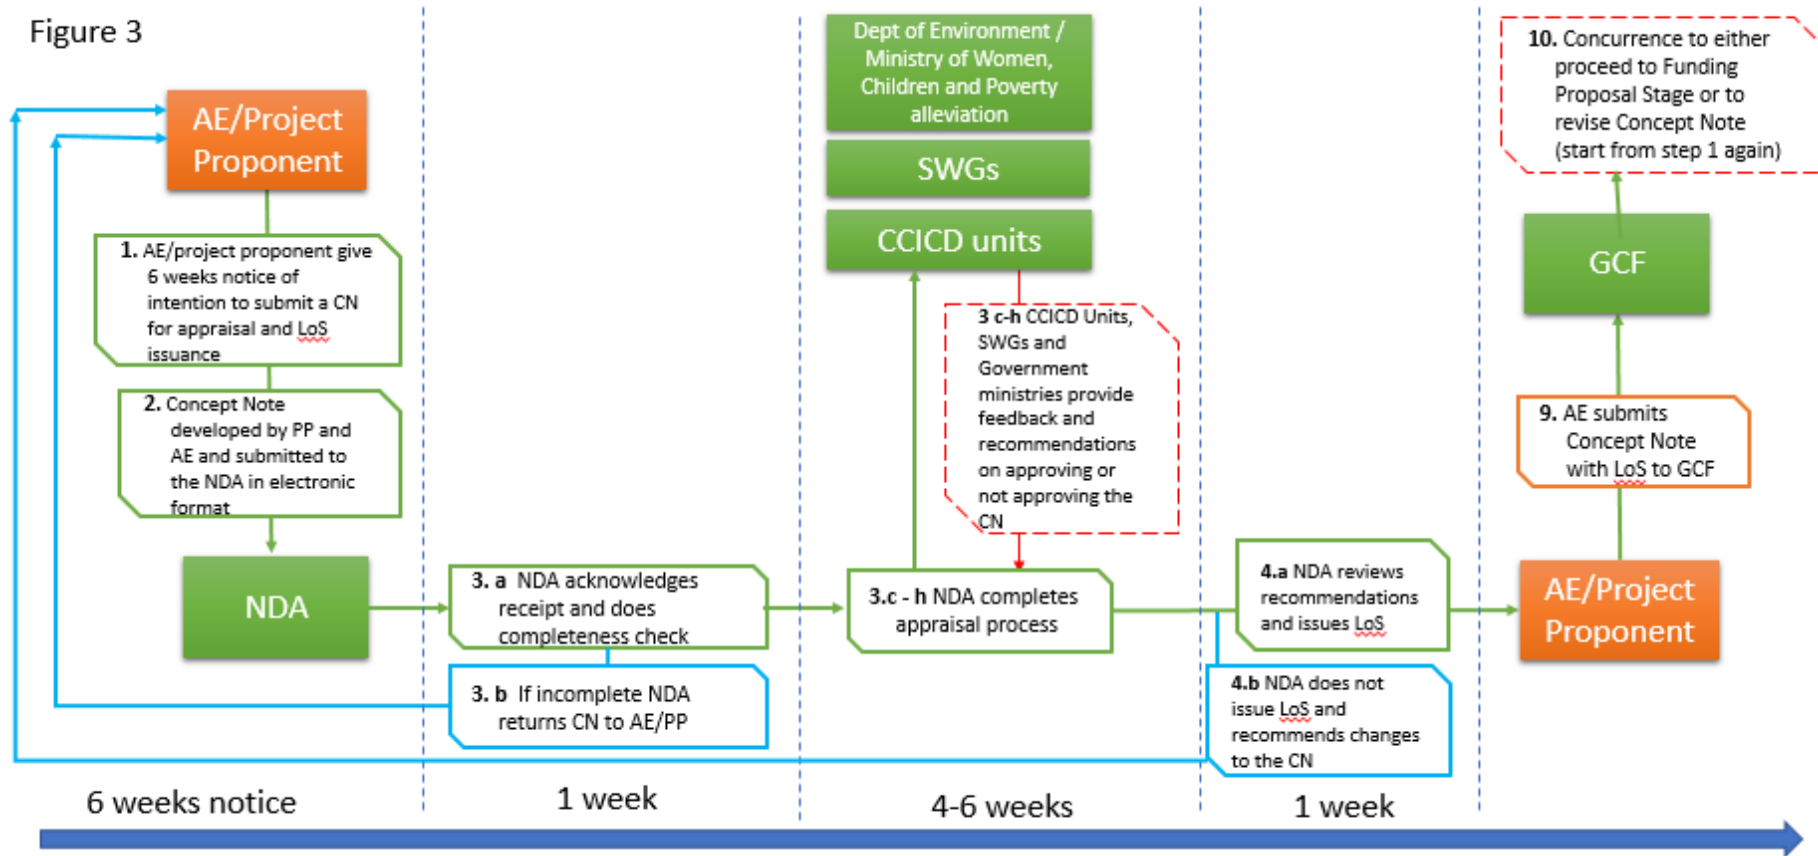 Figure 3
AE/Project
Proponent
1. AE/project proponent give
6 weeks notice of
intention to submit a CN
for appraisal and LoS
issuance
2. Concept Note
developed by PP and
AE and submitted to
the NDA in electronic
format
NDA
3. a NDA acknowledges
receipt and does
completeness check
3. b If incomplete NDA
returns CN to AE/PP
Dept of Environment /
Ministry of Women,
Children and Poverty
alleviation
SWGs
CCICD units
3 c-h CCICD Units,
SWGs and
Government
ministries provide
feedback and
recommendations
on approving or
not approving the
CN
3.c - h NDA completes
appraisal process
4.a NDA reviews
recommendations
and issues LoS
4.b NDA does not
issue LoS and
recommends changes
to the CN
10. Concurrence to either
proceed to Funding
Proposal Stage or to
revise Concept Note
(start from step 1 again)
GCF
9. AE submits
Concept Note
with LoS to GCF
AE/Project
Proponent
6 weeks notice
1 week
4-6 weeks
1 week